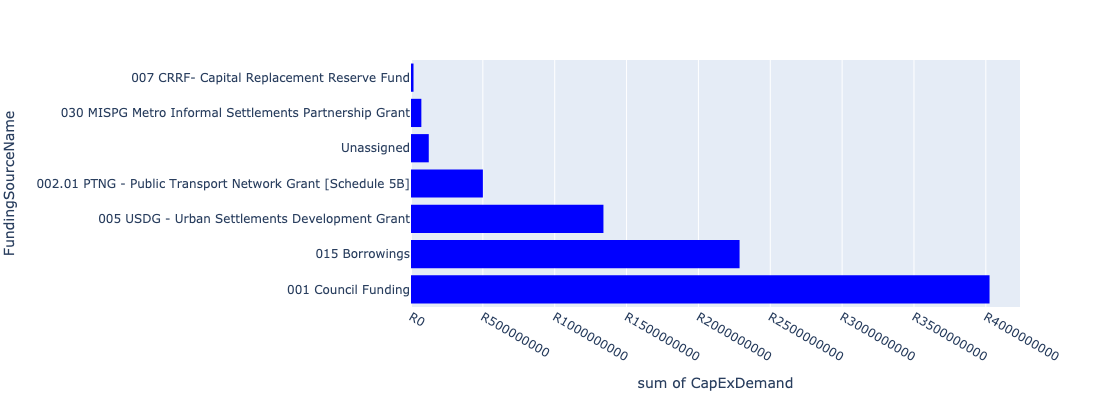 FundingSourceName
007 CRRF- Capital Replacement Reserve Fund
030 MISPG Metro Informal Settlements Partnership Grant
Unassigned
002.01 PTNG - Public Transport Network Grant [Schedule 5B]
005 USDG - Urban Settlements Development Grant
015 Borrowings
001 Council Funding
R0
R500000000
R1000000000
R1500000000
R2000000000
R2500000000
R3000000000
R3500000000
R4000000000
sum of CapExDemand